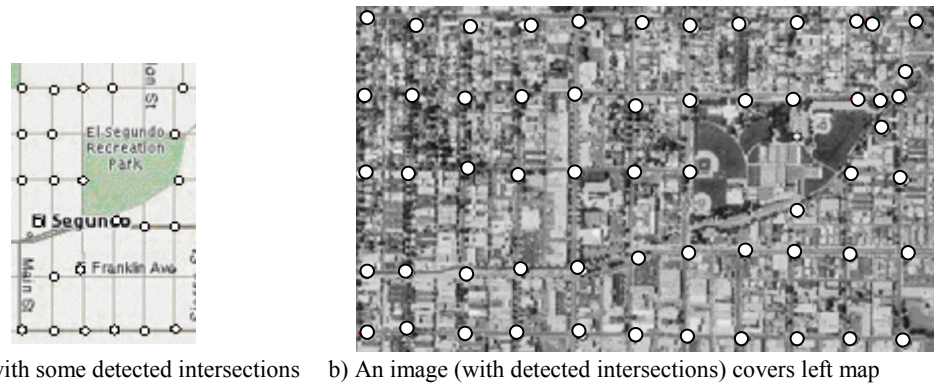 El Segundo
Recreation
Park
El Segundo
Franklin Ave
Main St
with some detected intersections
b) An image (with detected intersections) covers left map